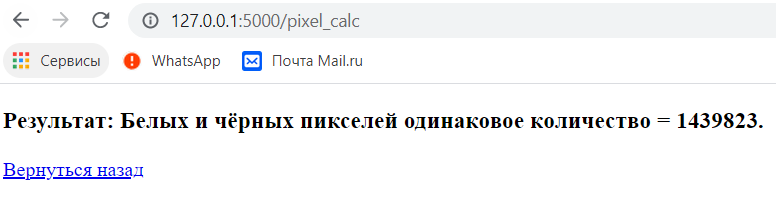 127.0.0.1:5000/pixel_calc
Сервисы WhatsApp Почта Mail.ru
Результат: Белых и чёрных пикселей одинаковое количество = 1439823.
Вернуться назад